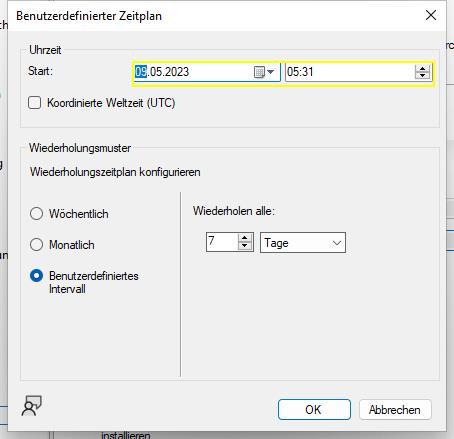 Benutzerdefinierter Zeitplan
Uhrzeit
Start:
09.05.2023
05:31
Koordinierte Weltzeit (UTC)
Wiederholungsmuster
Wiederholungszeitplan konfigurieren
Wöchentlich
Monatlich
Benutzerdefiniertes
Intervall
Wiederholen alle:
7
Tage
OK
Abbrechen
installieren